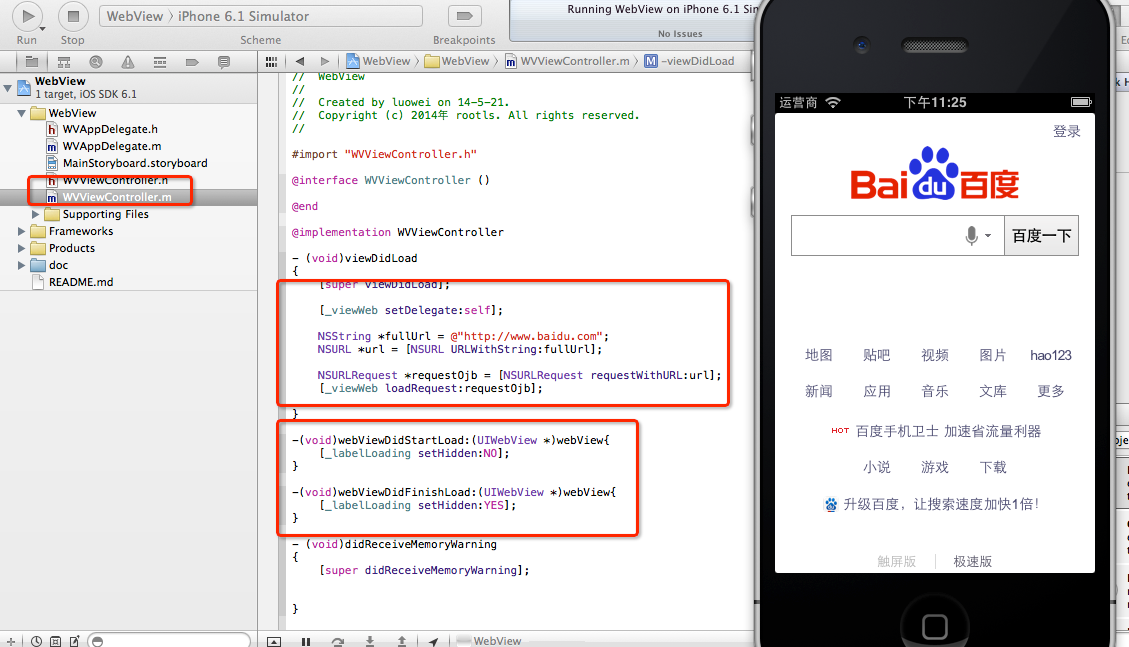 WebView 〉 iPhone 6.1 Simulator
Running WebView on iPhone 6.1
No Issues
Run
Stop
Scheme
Breakpoints
WebView 〉 WebView 〉 WVViewController.m 〉 M -viewDidLoad
WebView
1 target, iOS SDK 6.1
WebView
h WVAppDelegate.h
m WVAppDelegate.m
MainStoryboard.storyboard
h WVViewController.h
m WVViewController.m
Supporting Files
Frameworks
Products
doc
README.md
//  WebView
//
//  Created by luowei on 14-5-21.
//  Copyright (c) 2014年 rootls. All rights reserved.
//
#import "WVViewController.h"
@interface WVViewController ()
@end
@implementation WVViewController
- (void)viewDidLoad
{
[super viewDidLoad];
[_viewWeb setDelegate:self];
NSString *fullUrl = @"http://www.baidu.com";
NSURL *url = [NSURL URLWithString:fullUrl];
NSURLRequest *requestOjb = [NSURLRequest requestWithURL:url];
[_viewWeb loadRequest:requestOjb];
}
-(void)webViewDidStartLoad:(UIWebView *)webView{
[_labelLoading setHidden:NO];
}
-(void)webViewDidFinishLoad:(UIWebView *)webView{
[_labelLoading setHidden:YES];
}
- (void)didReceiveMemoryWarning
{
[super didReceiveMemoryWarning];
}
WebView
运营商 下午11:25
登录
Bai du 百度
百度一下
地图 贴吧 视频 图片 hao123
新闻 应用 音乐 文库 更多
HOT 百度手机卫士 加速省流量利器
小说 游戏 下载
升级百度，让搜索速度加快1倍!
触屏版 极速版